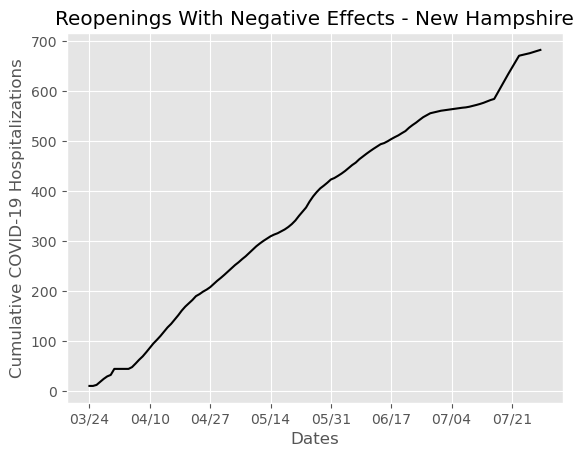 Reopenings With Negative Effects - New Hampshire
Cumulative COVID-19 Hospitalizations
700
600
500
400
300
200
100
0
03/24 04/10 04/27 05/14 05/31 06/17 07/04 07/21
Dates